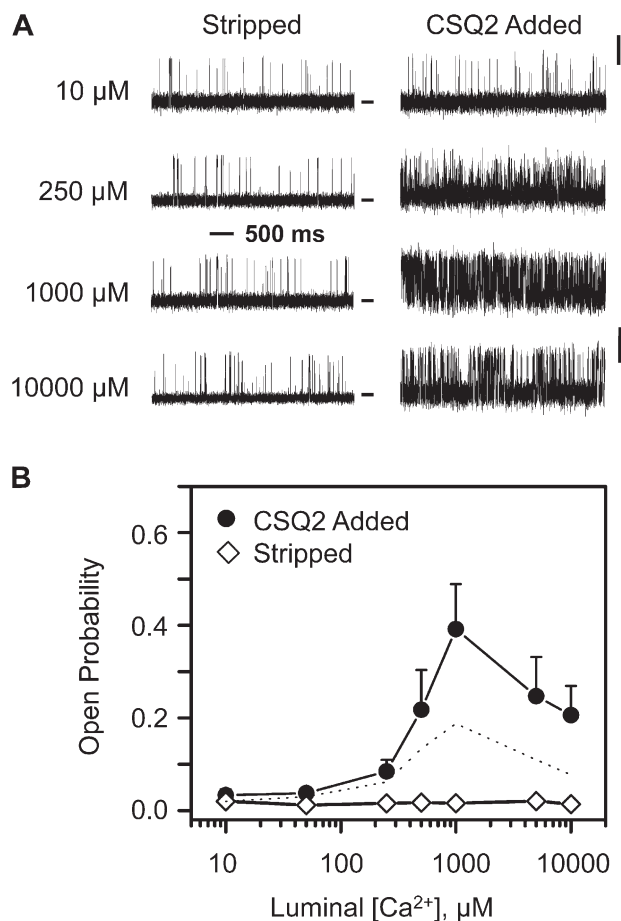 A
Stripped
CSQ2 Added
10 µM
250 µM
500 ms
1000 µM
10000 µM
B
CSQ2 Added
Stripped
0.6
0.4
0.2
0.0
Open Probability
10
100
1000
10000
Luminal [Ca²⁺], µM